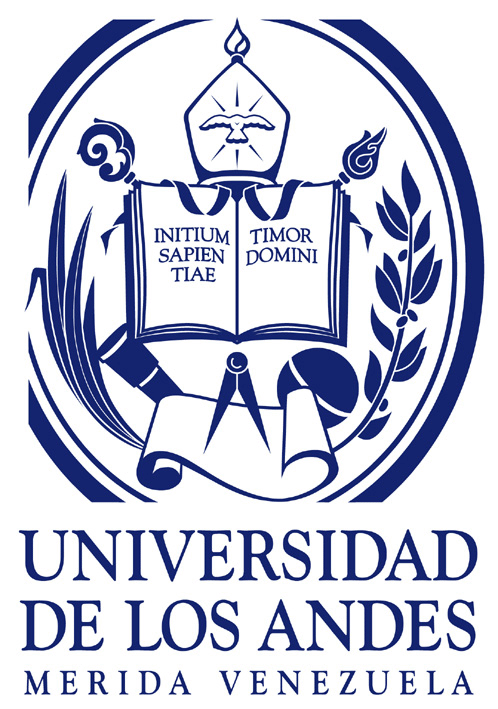 INITIUM
SAPIEN
TIAE
TIMOR
DOMINI
UNIVERSIDAD
DE LOS ANDES
MERIDA VENEZUELA